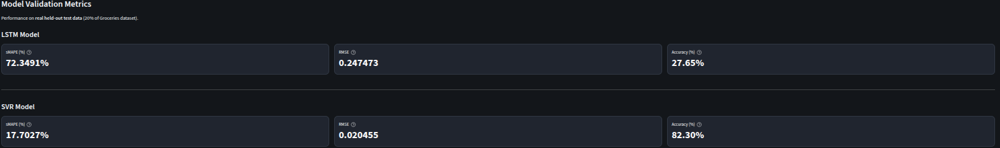 Model Validation Metrics
Performance on real held-out test data (20% of Groceries dataset).
LSTM Model
sMAPE (%) ?
RMSE ?
Accuracy (%) ?
72.3491%
0.247473
27.65%
SVR Model
sMAPE (%) ?
RMSE ?
Accuracy (%) ?
17.7027%
0.020455
82.30%